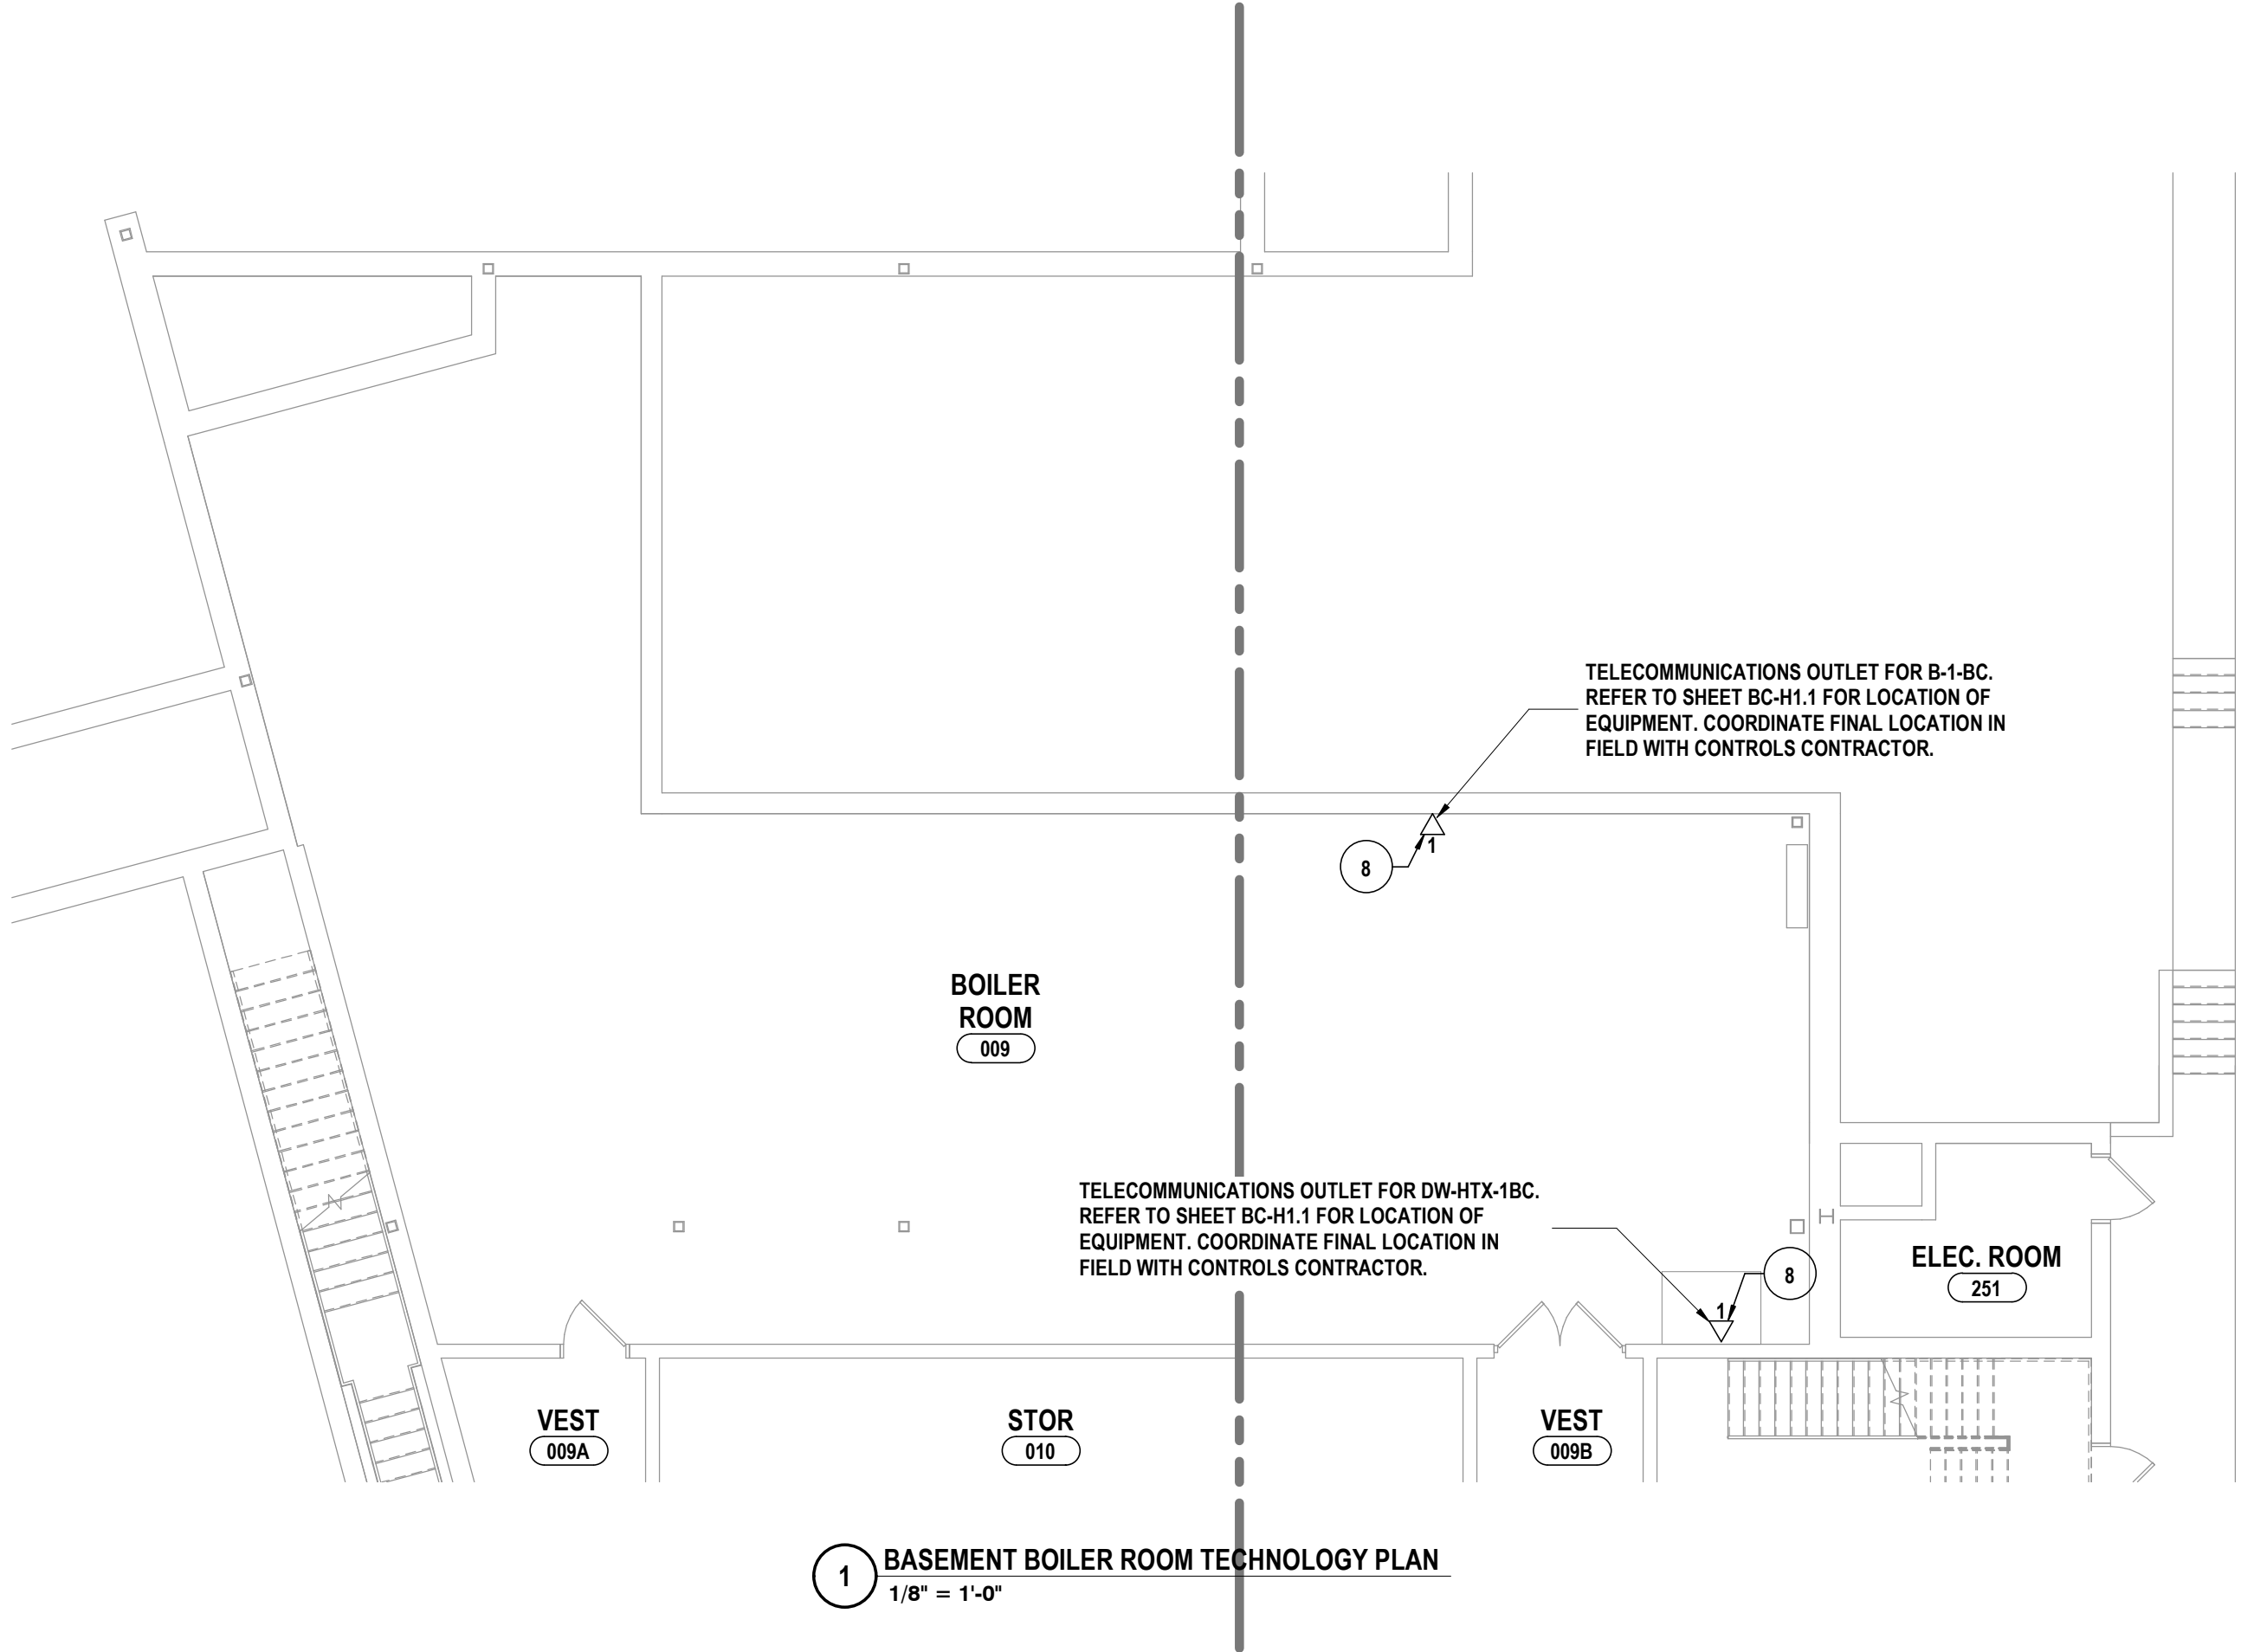 TELECOMMUNICATIONS OUTLET FOR B-1-BC.
REFER TO SHEET BC-H1.1 FOR LOCATION OF
EQUIPMENT. COORDINATE FINAL LOCATION IN
FIELD WITH CONTROLS CONTRACTOR.
1
8
BOILER
ROOM
009
TELECOMMUNICATIONS OUTLET FOR DW-HTX-1BC.
REFER TO SHEET BC-H1.1 FOR LOCATION OF
EQUIPMENT. COORDINATE FINAL LOCATION IN
FIELD WITH CONTROLS CONTRACTOR.
8
1
ELEC. ROOM
251
VEST
009A
STOR
010
VEST
009B
1
BASEMENT BOILER ROOM TECHNOLOGY PLAN
1/8" = 1'-0"